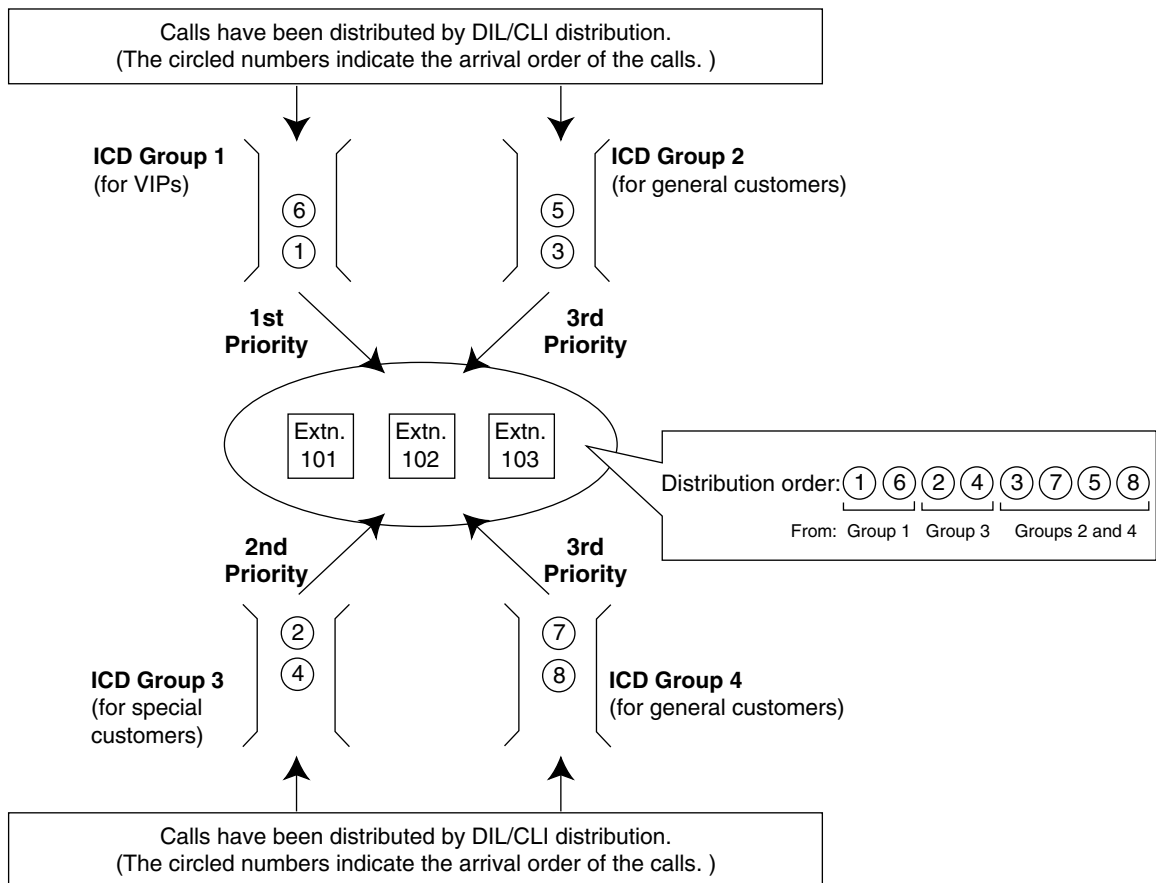 Calls have been distributed by DIL/CLI distribution.
(The circled numbers indicate the arrival order of the calls. )
ICD Group 1
(for VIPs)
6
1
ICD Group 2
(for general customers)
5
3
1st
Priority
3rd
Priority
Extn.
101
Extn.
102
Extn.
103
Distribution order: 1 6 2 4 3 7 5 8
From: Group 1 Group 3 Groups 2 and 4
2nd
Priority
3rd
Priority
ICD Group 3
(for special
customers)
2
4
7
8
ICD Group 4
(for general customers)
Calls have been distributed by DIL/CLI distribution.
(The circled numbers indicate the arrival order of the calls. )